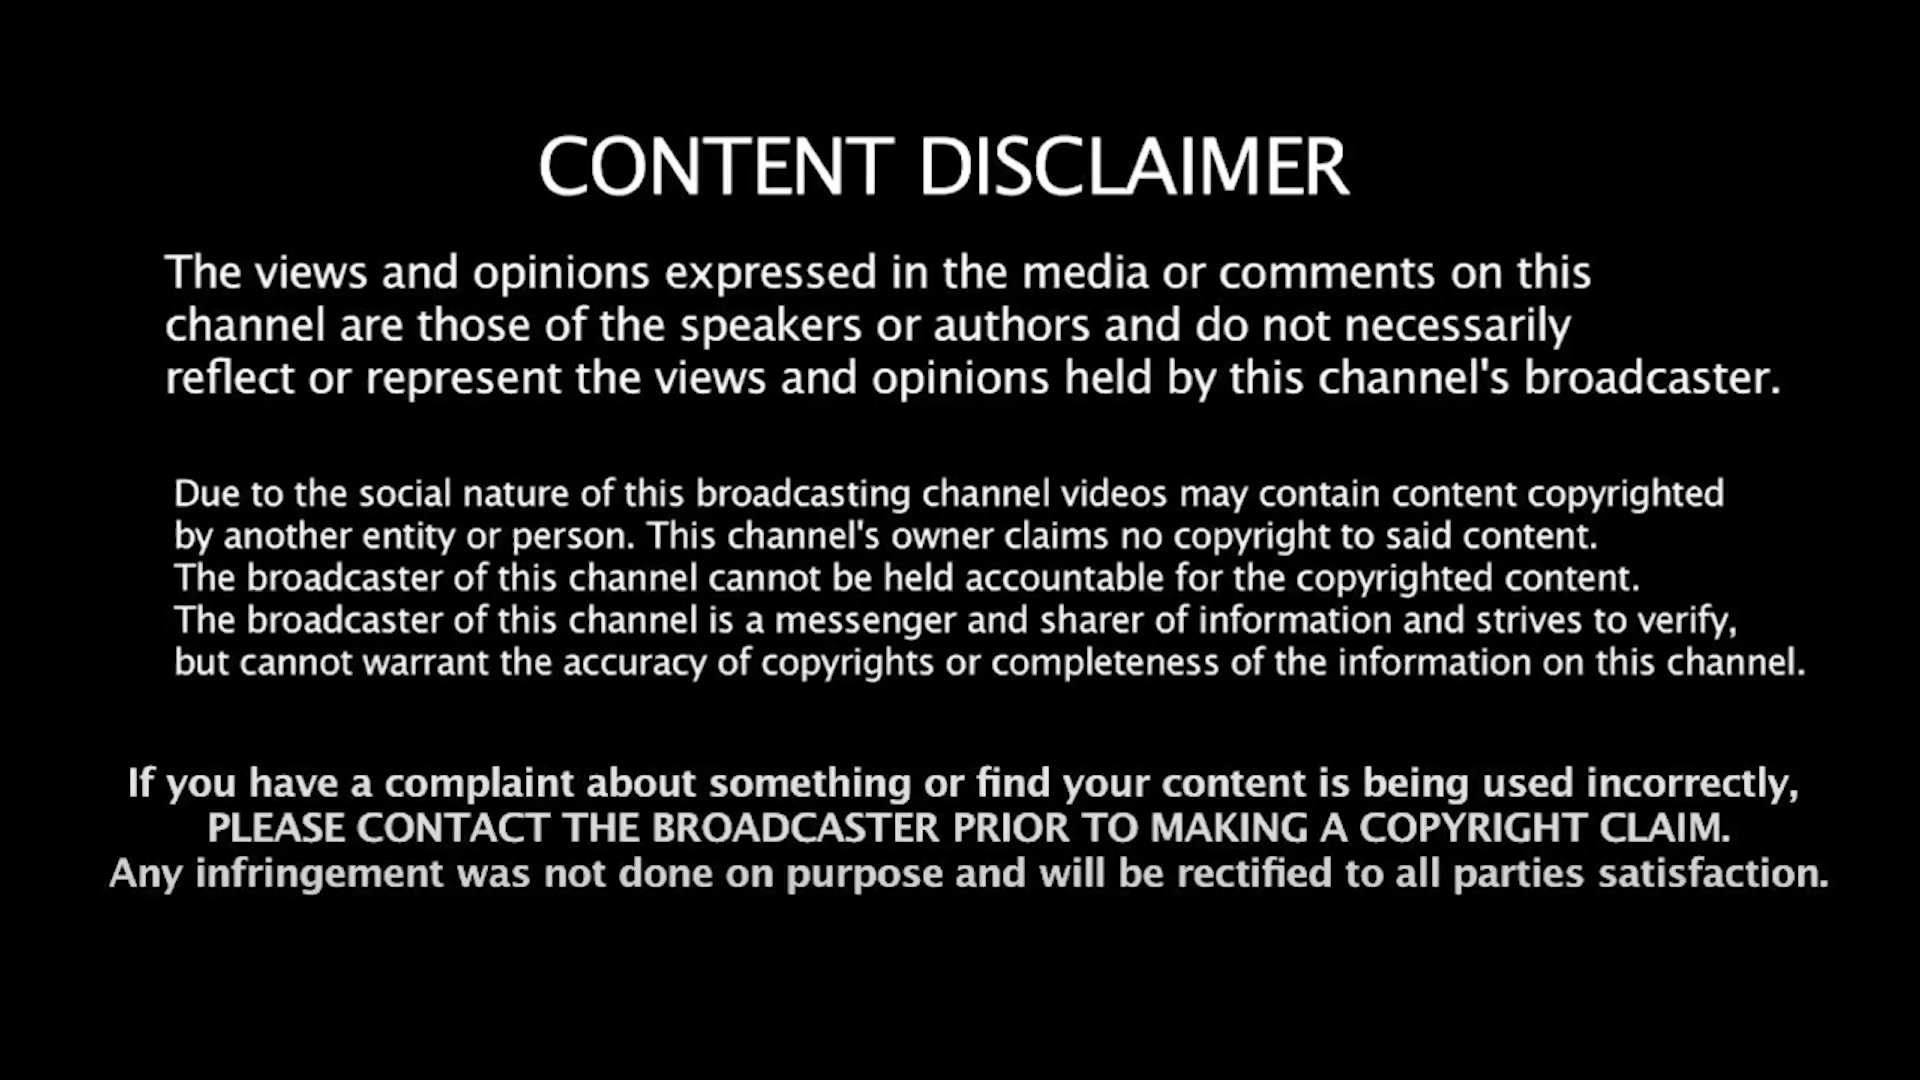 CONTENT DISCLAIMER
The views and opinions expressed in the media or comments on this
channel are those of the speakers or authors and do not necessarily
reflect or represent the views and opinions held by this channel's broadcaster.
Due to the social nature of this broadcasting channel videos may contain content copyrighted
by another entity or person. This channel's owner claims no copyright to said content.
The broadcaster of this channel cannot be held accountable for the copyrighted content.
The broadcaster of this channel is a messenger and sharer of information and strives to verify,
but cannot warrant the accuracy of copyrights or completeness of the information on this channel.
If you have a complaint about something or find your content is being used incorrectly,
PLEASE CONTACT THE BROADCASTER PRIOR TO MAKING A COPYRIGHT CLAIM.
Any infringement was not done on purpose and will be rectified to all parties satisfaction.